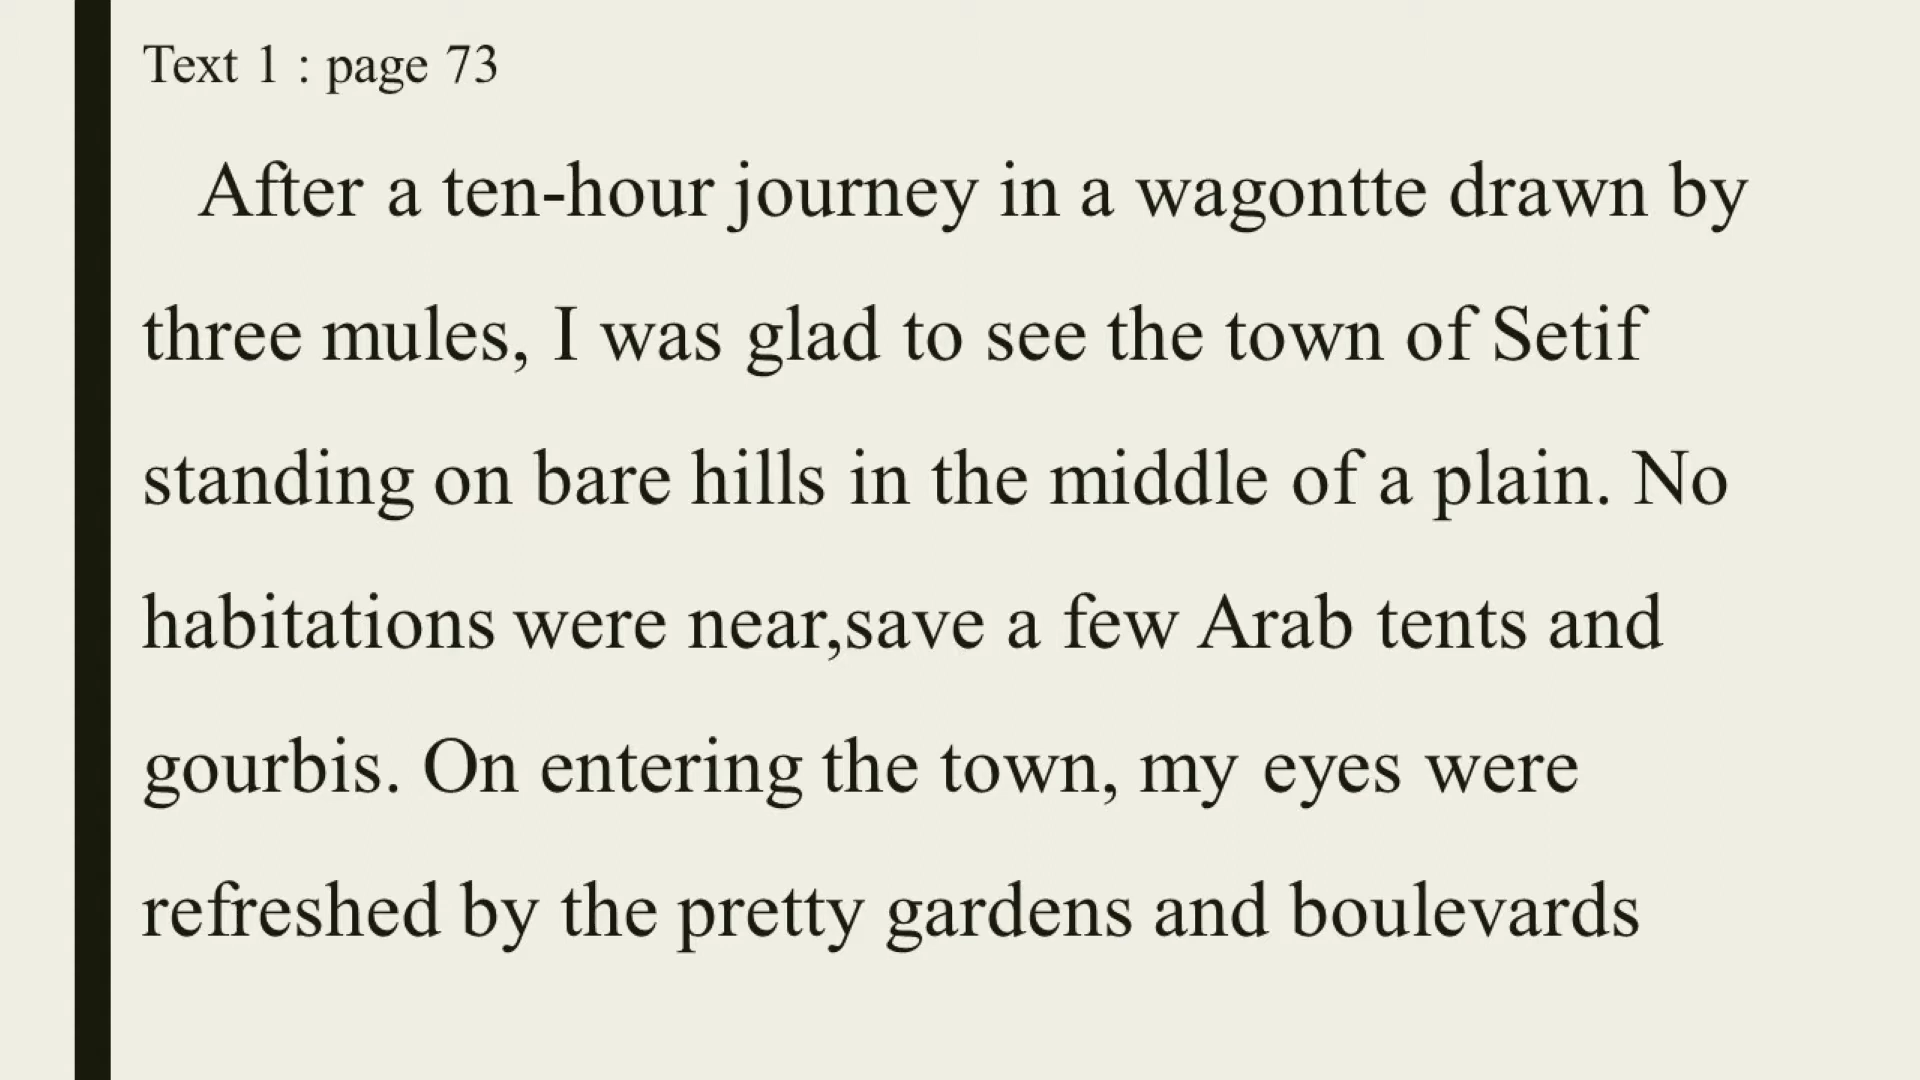 Text 1 : page 73
After a ten-hour journey in a wagontte drawn by
three mules, I was glad to see the town of Setif
standing on bare hills in the middle of a plain. No
habitations were near,save a few Arab tents and
gourbis. On entering the town, my eyes were
refreshed by the pretty gardens and boulevards